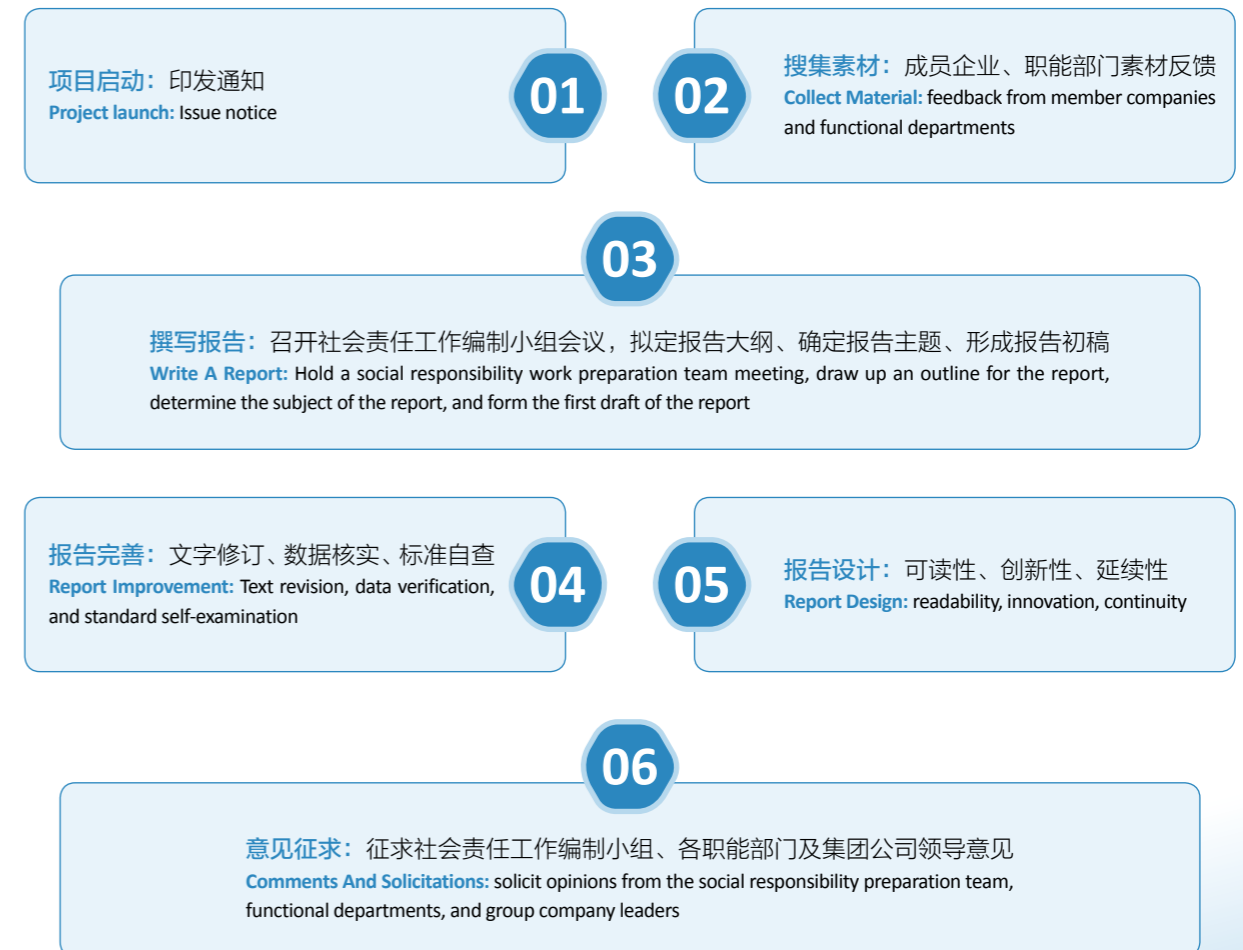 项目启动：印发通知
Project launch: Issue notice
01
02
搜集素材：成员企业、职能部门素材反馈
Collect Material: feedback from member companies
and functional departments
03
撰写报告：召开社会责任工作编制小组会议，拟定报告大纲、确定报告主题、形成报告初稿
Write A Report: Hold a social responsibility work preparation team meeting, draw up an outline for the report,
determine the subject of the report, and form the first draft of the report
报告完善：文字修订、数据核实、标准自查
Report Improvement: Text revision, data verification,
and standard self-examination
04
05
报告设计：可读性、创新性、延续性
Report Design: readability, innovation, continuity
06
意见征求：征求社会责任工作编制小组、各职能部门及集团公司领导意见
Comments And Solicitations: solicit opinions from the social responsibility preparation team,
functional departments, and group company leaders